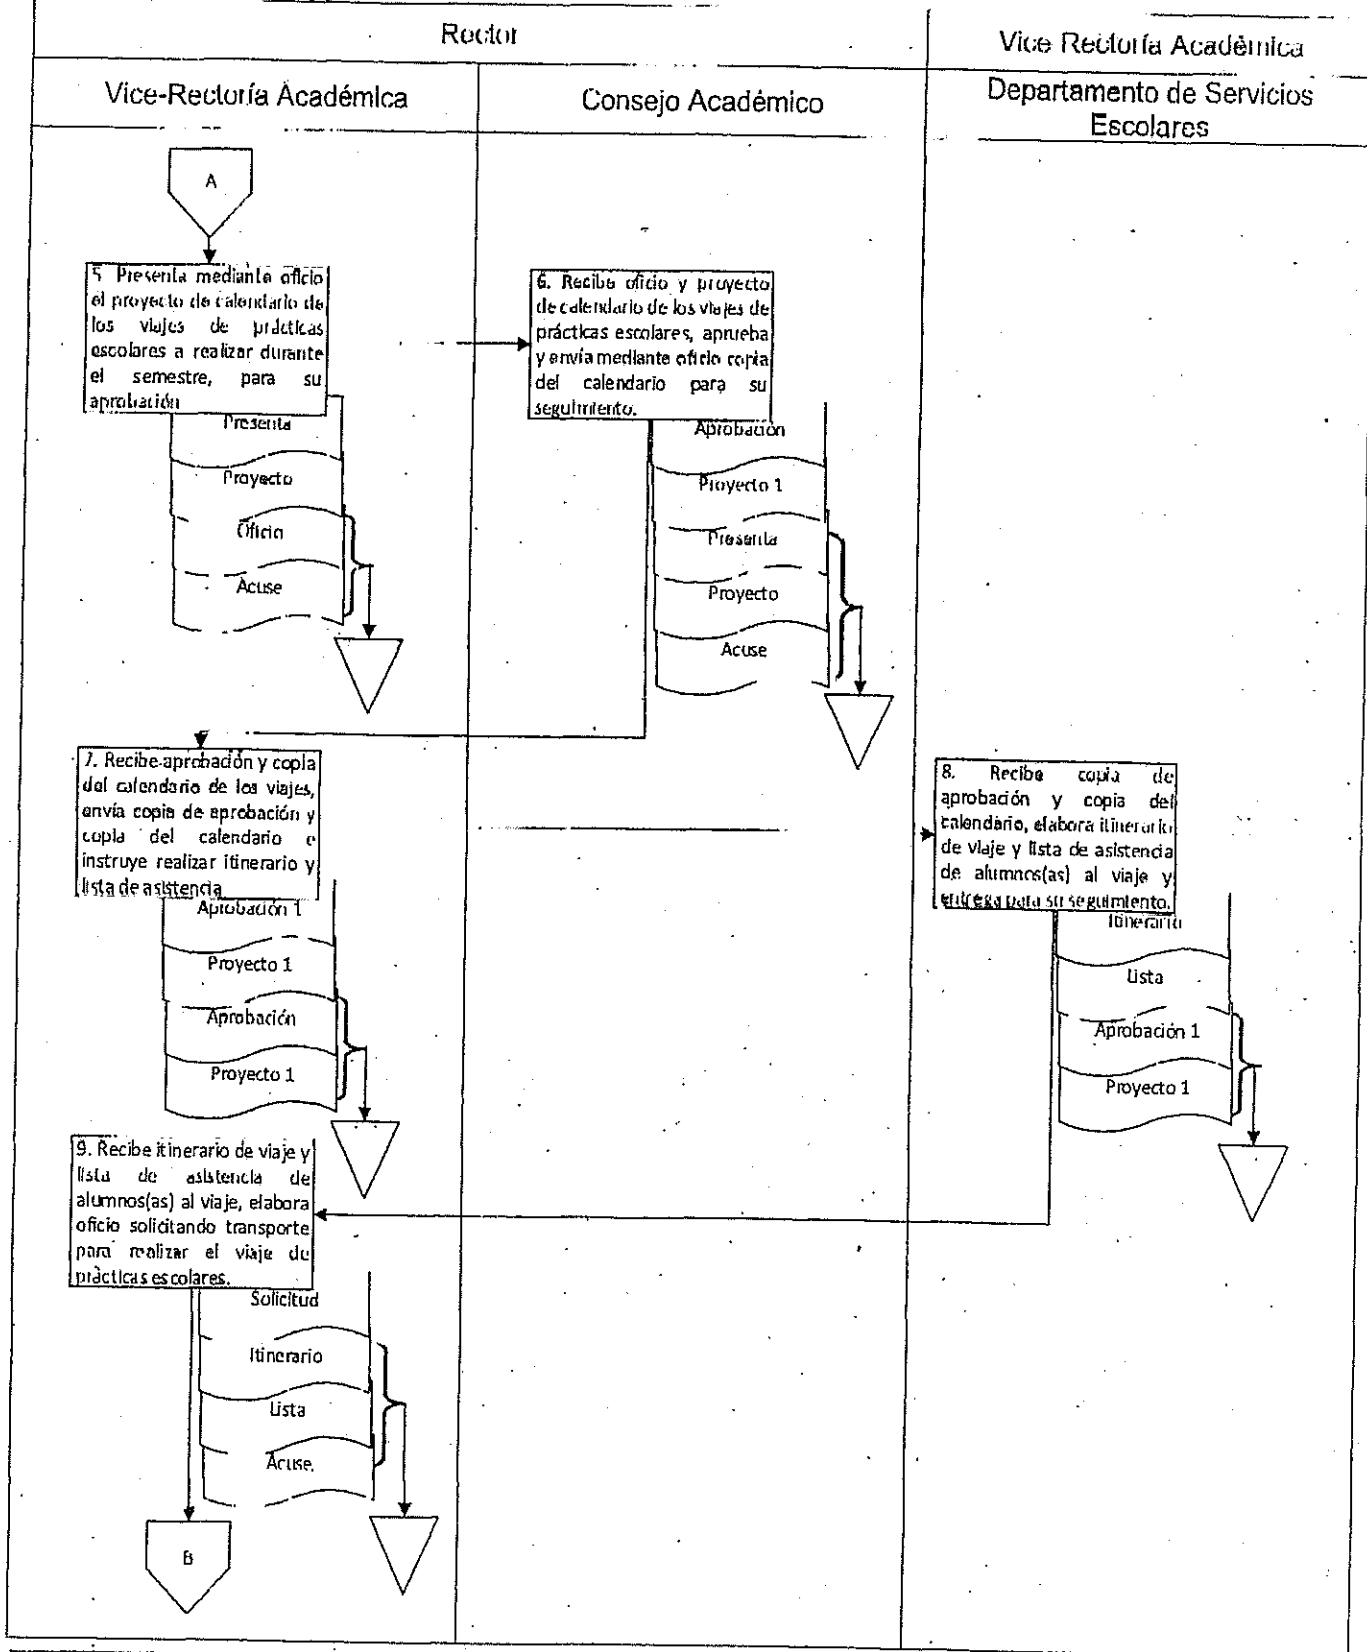 Rector
Vice Rectoría Académica
Vice-Rectoría Académica
Consejo Académico
Departamento de Servicios
Escolares
A
5. Presenta mediante oficio
el proyecto de calendario de
los viajes de prácticas
escolares a realizar durante
el semestre, para su
aprobación
Presenta
Proyecto
Oficio
Acuse
6. Recibe oficio y proyecto
de calendario de los viajes de
prácticas escolares, aprueba
y envía mediante oficio copia
del calendario para su
seguimiento.
Aprobación
Proyecto 1
Presenta
Proyecto
Acuse
7. Recibe aprobación y copia
del calendario de los viajes,
envía copia de aprobación y
copia del calendario e
instruye realizar itinerario y
lista de asistencia
Aprobación 1
Proyecto 1
Aprobación
Proyecto 1
8. Recibe copia de
aprobación y copia del
calendario, elabora itinerario
de viaje y lista de asistencia
de alumnos(as) al viaje y
entrega para su seguimiento.
Itinerario
Lista
Aprobación 1
Proyecto 1
9. Recibe itinerario de viaje y
lista de asistencia de
alumnos(as) al viaje, elabora
oficio solicitando transporte
para realizar el viaje de
prácticas escolares.
Solicitud
Itinerario
Lista
Acuse.
B